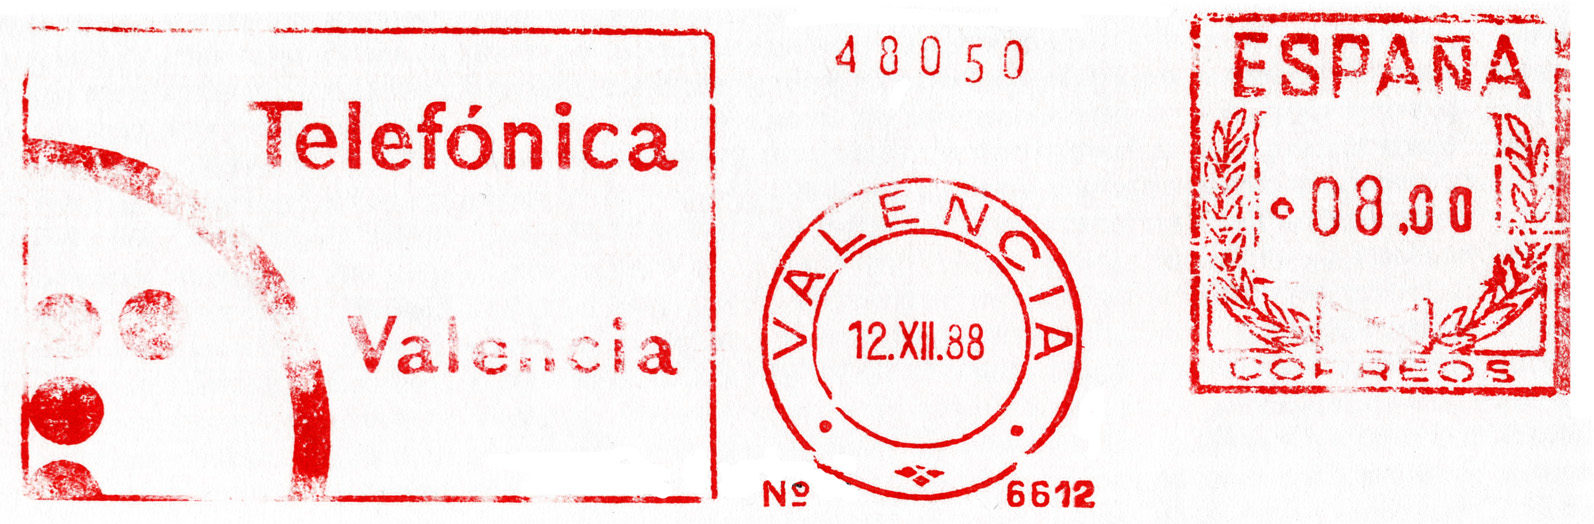 Telefónica
Valencia
48050
VALENCIA
12.XII.88
Nº 6612
ESPAÑA
08.00
CORREOS